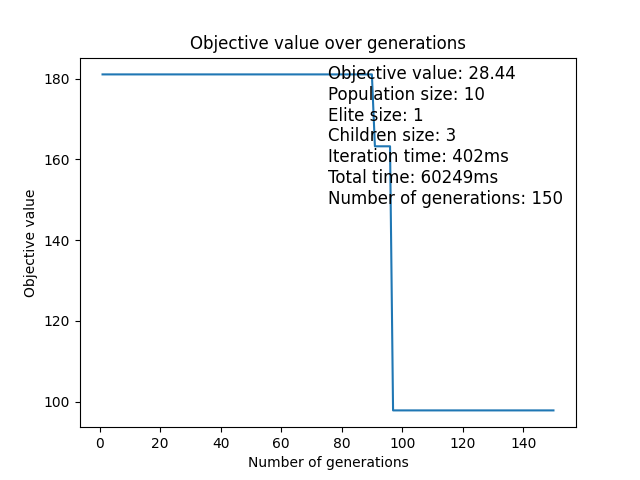 Objective value over generations
Objective value: 28.44
Population size: 10
Elite size: 1
Children size: 3
Iteration time: 402ms
Total time: 60249ms
Number of generations: 150
180
160
140
120
100
Objective value
0 20 40 60 80 100 120 140
Number of generations